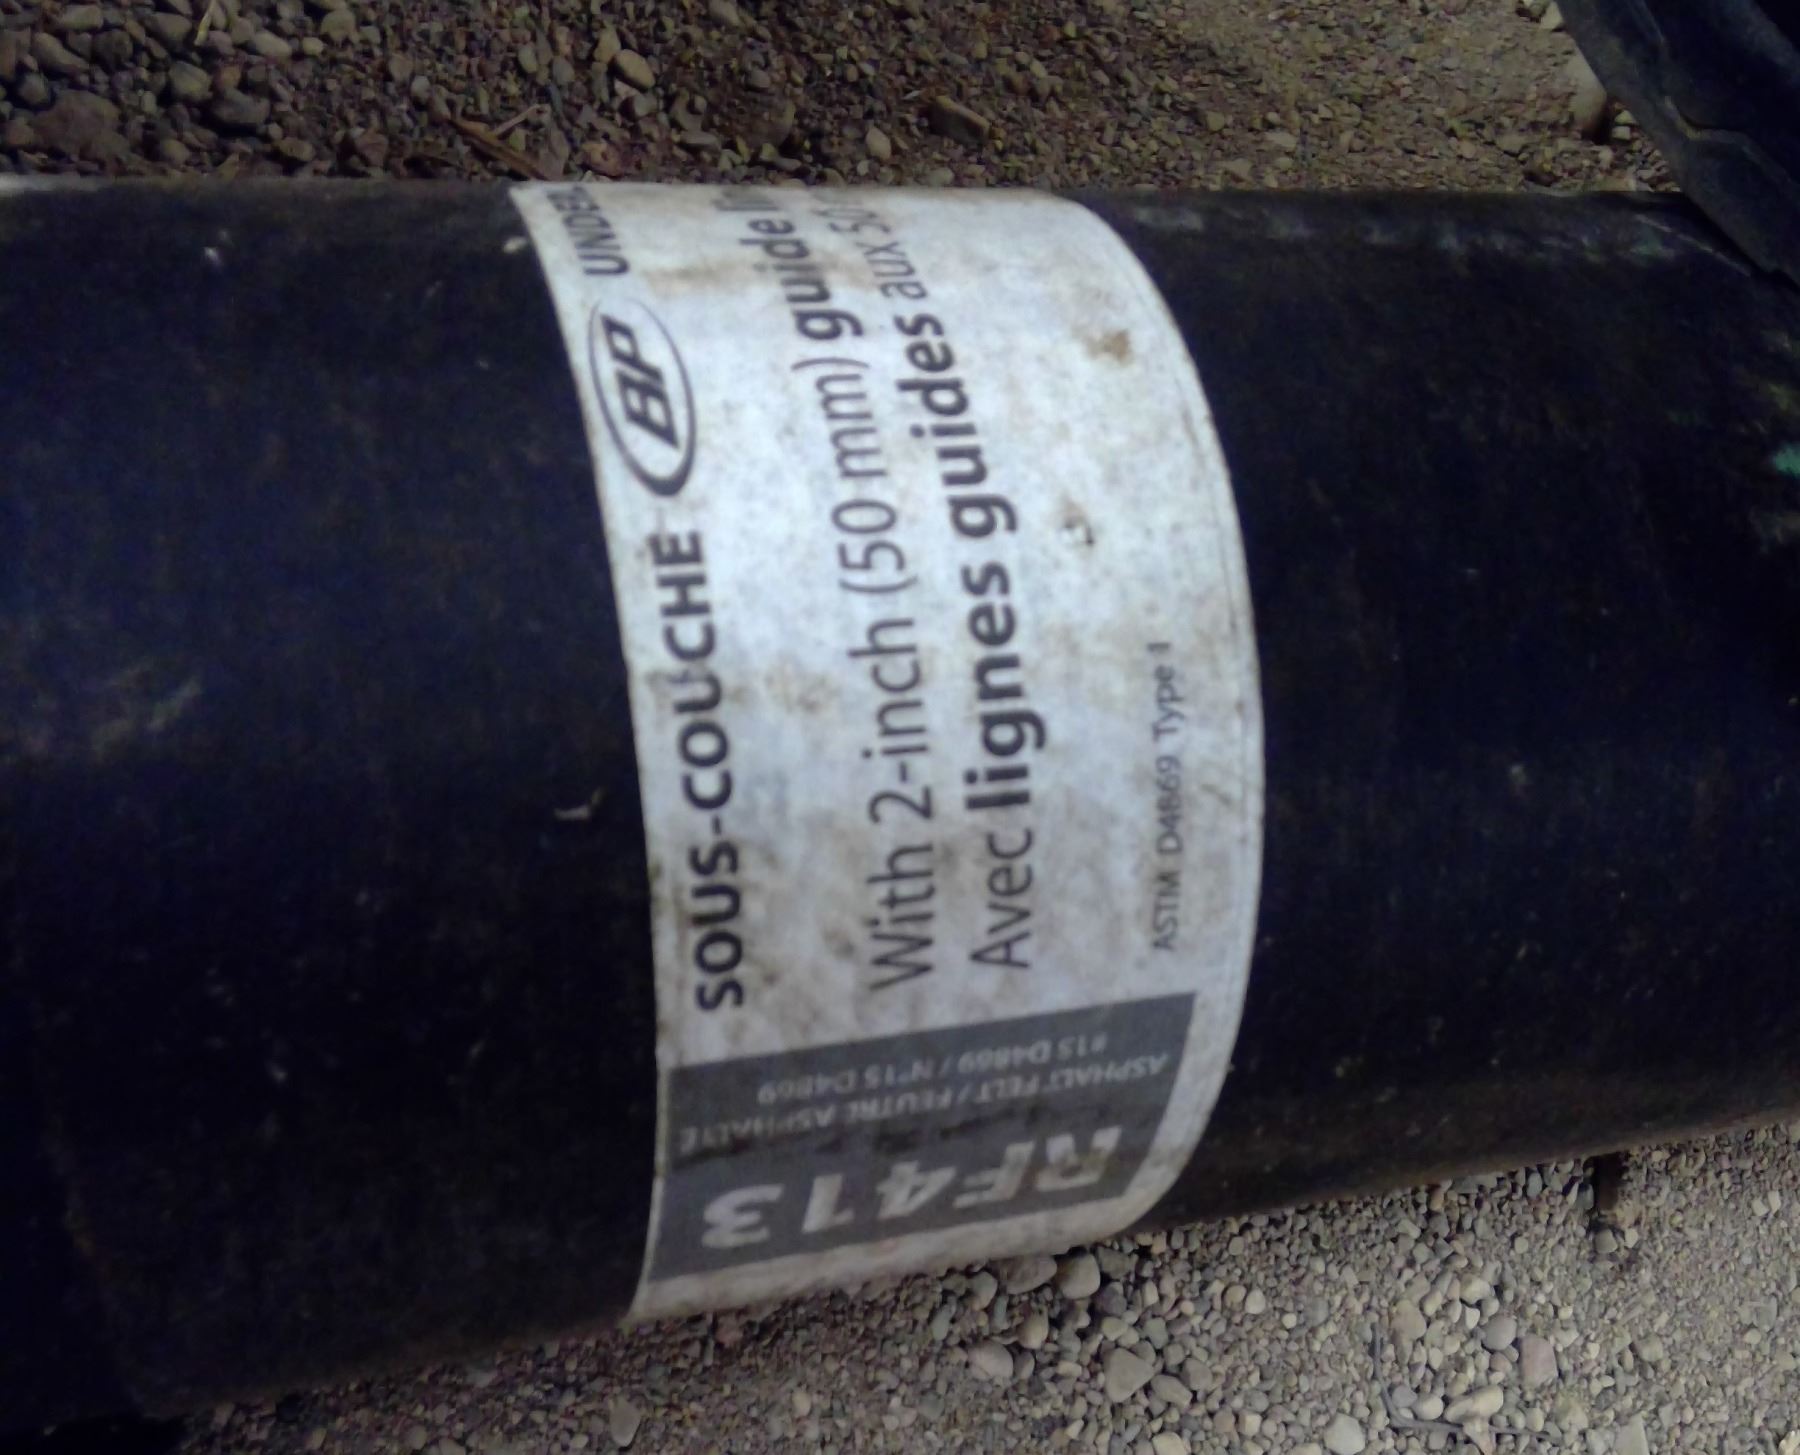 SOUS-COUCHE BP UNDE
With 2-inch (50 mm) guide
Avec lignes guides aux 50
ASTM D4869 Type I
RF413
ASPHALT FELT / FEUTRE ASPHALTE
#15 D4869 / N°15 D4869